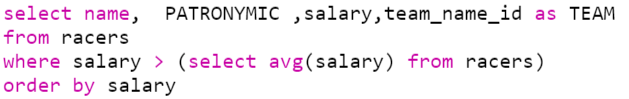 select name,  PATRONYMIC ,salary,team_name_id as TEAM
from racers
where salary > (select avg(salary) from racers)
order by salary